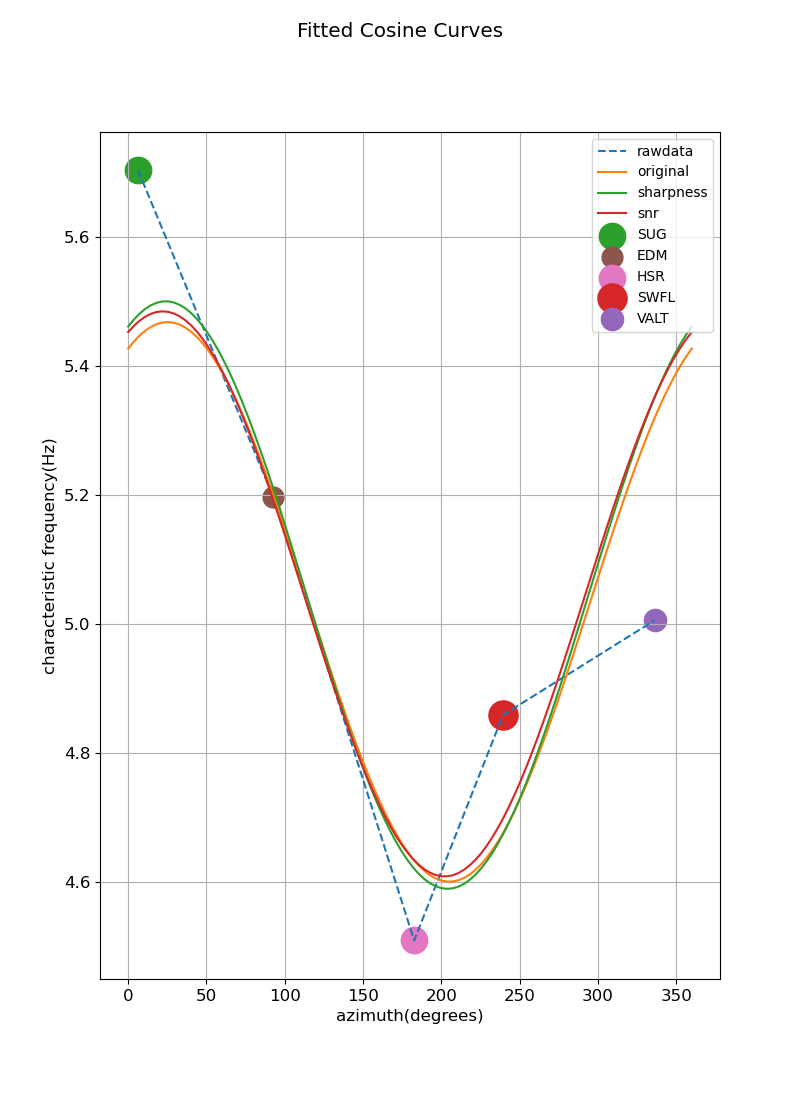 Fitted Cosine Curves
rawdata
original
sharpness
snr
SUG
EDM
HSR
SWFL
VALT
5.6
5.4
5.2
5.0
4.8
4.6
characteristic frequency(Hz)
0 50 100 150 200 250 300 350
azimuth(degrees)